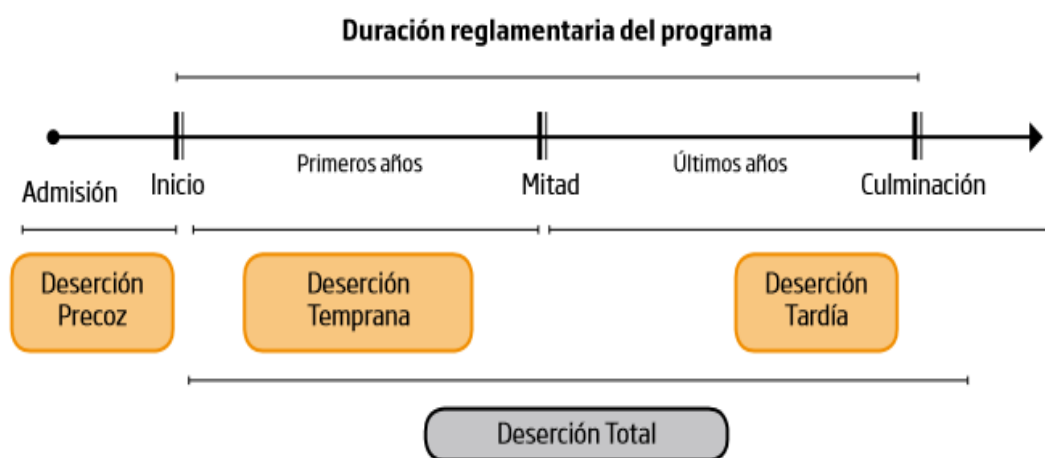 Duración reglamentaria del programa
Primeros años
Últimos años
Admisión
Inicio
Mitad
Culminación
Deserción
Precoz
Deserción
Temprana
Deserción
Tardía
Deserción Total